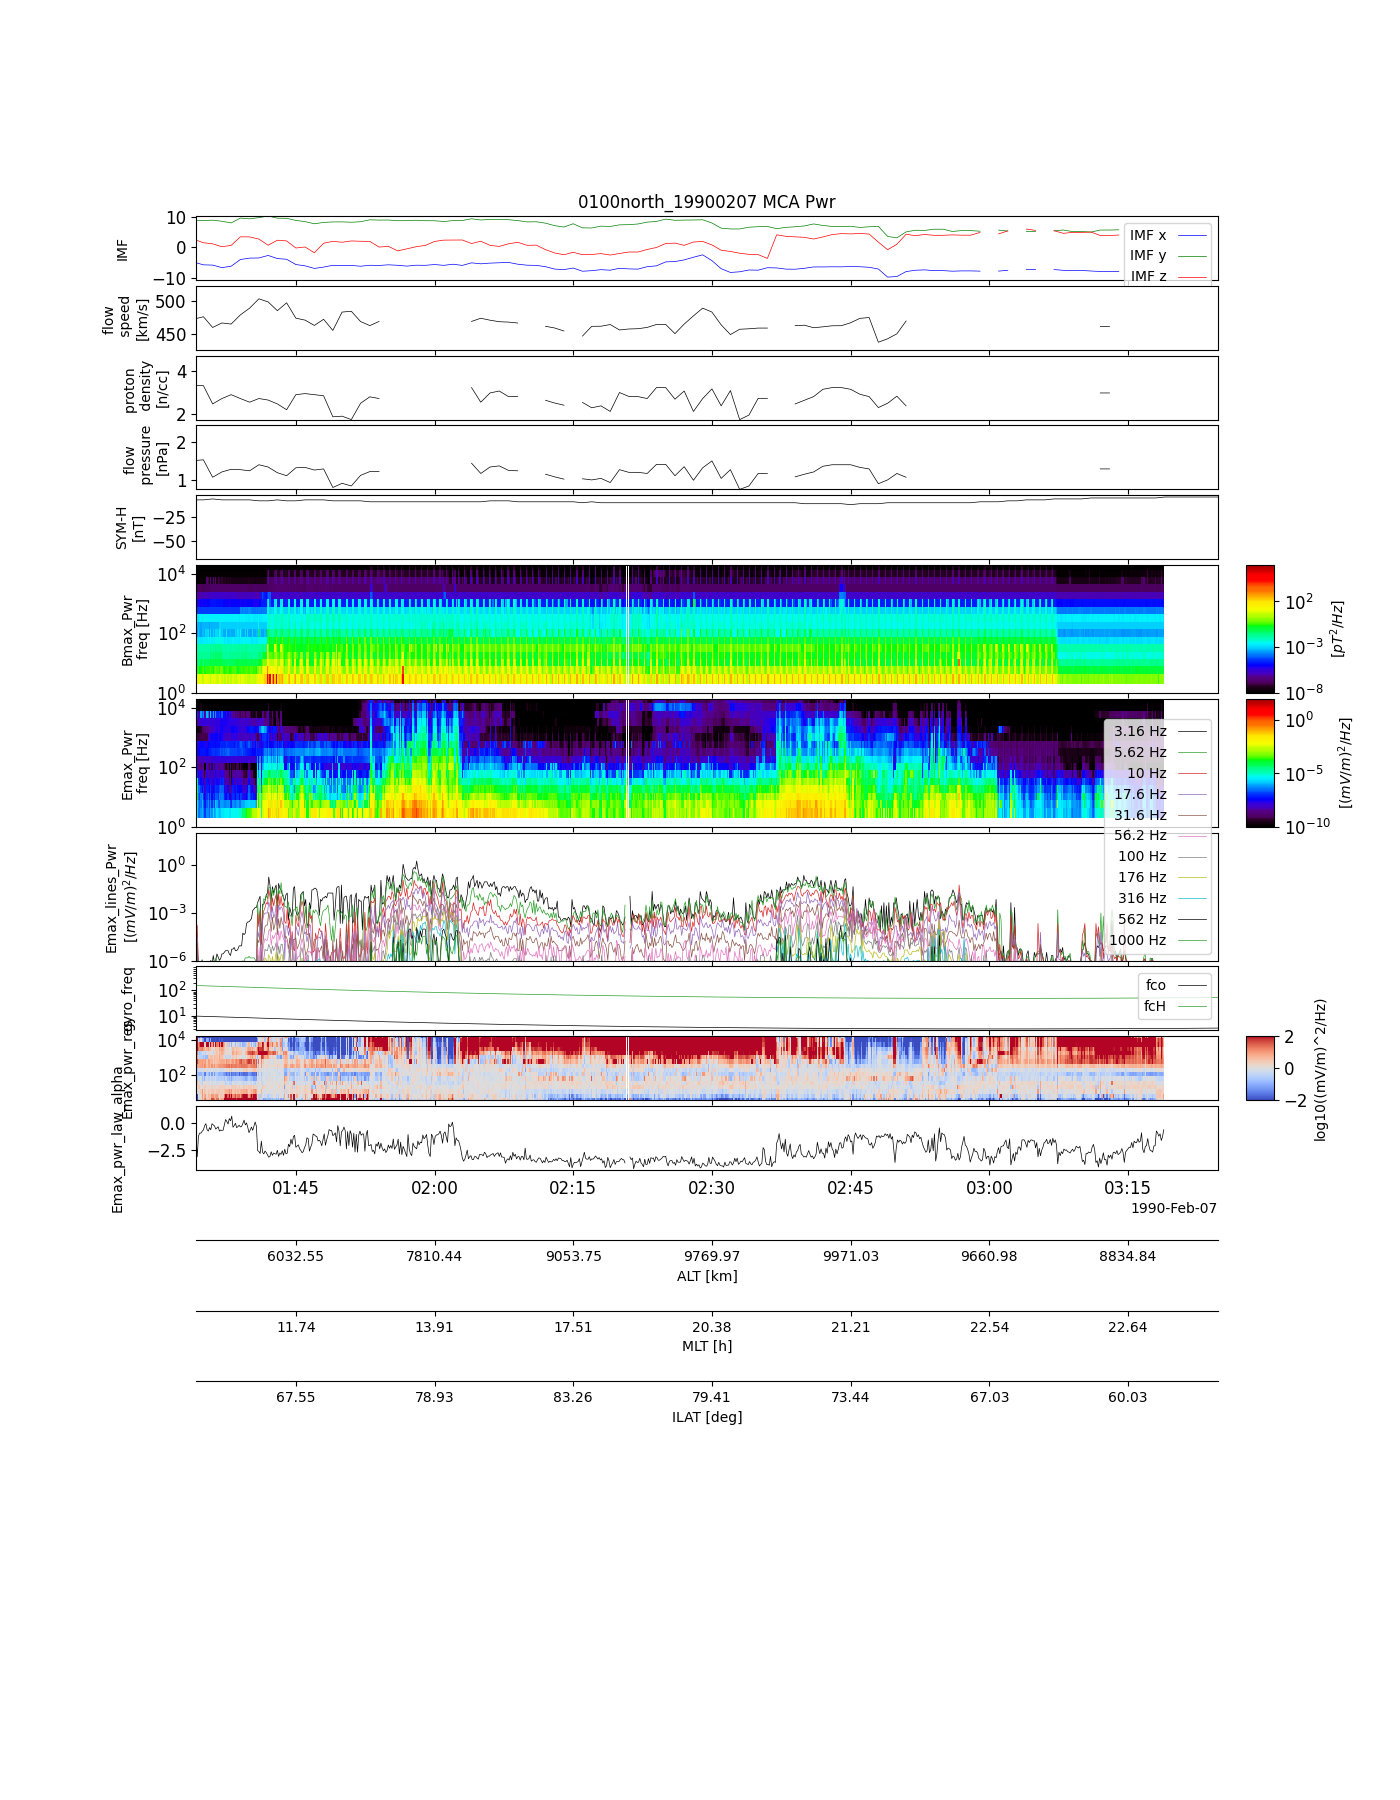 0100north_19900207 MCA Pwr
10
0
−10
IMF
IMF x
IMF y
IMF z
500
450
flow
speed
[km/s]
4
2
proton
density
[n/cc]
2
1
flow
pressure
[nPa]
−25
−50
SYM-H
[nT]
10^4
10^2
10^0
Bmax_Pwr
freq [Hz]
10^2
10^−3
10^−8
[pT^2/Hz]
10^4
10^2
10^0
Emax_Pwr
freq [Hz]
10^0
10^−5
10^−10
[(mV/m)^2/Hz]
3.16 Hz
5.62 Hz
10 Hz
17.6 Hz
31.6 Hz
56.2 Hz
100 Hz
176 Hz
316 Hz
562 Hz
1000 Hz
10^0
10^−3
10^−6
Emax_lines_Pwr
[(mV/m)^2/Hz]
10^2
10^1
gyro_freq
fco
fcH
10^4
10^2
Emax_pwr_reg
2
0
−2
log10((mV/m)^2/Hz)
0.0
−2.5
Emax_pwr_law_alpha
01:45 02:00 02:15 02:30 02:45 03:00 03:15
1990-Feb-07
6032.55 7810.44 9053.75 9769.97 9971.03 9660.98 8834.84
ALT [km]
11.74 13.91 17.51 20.38 21.21 22.54 22.64
MLT [h]
67.55 78.93 83.26 79.41 73.44 67.03 60.03
ILAT [deg]